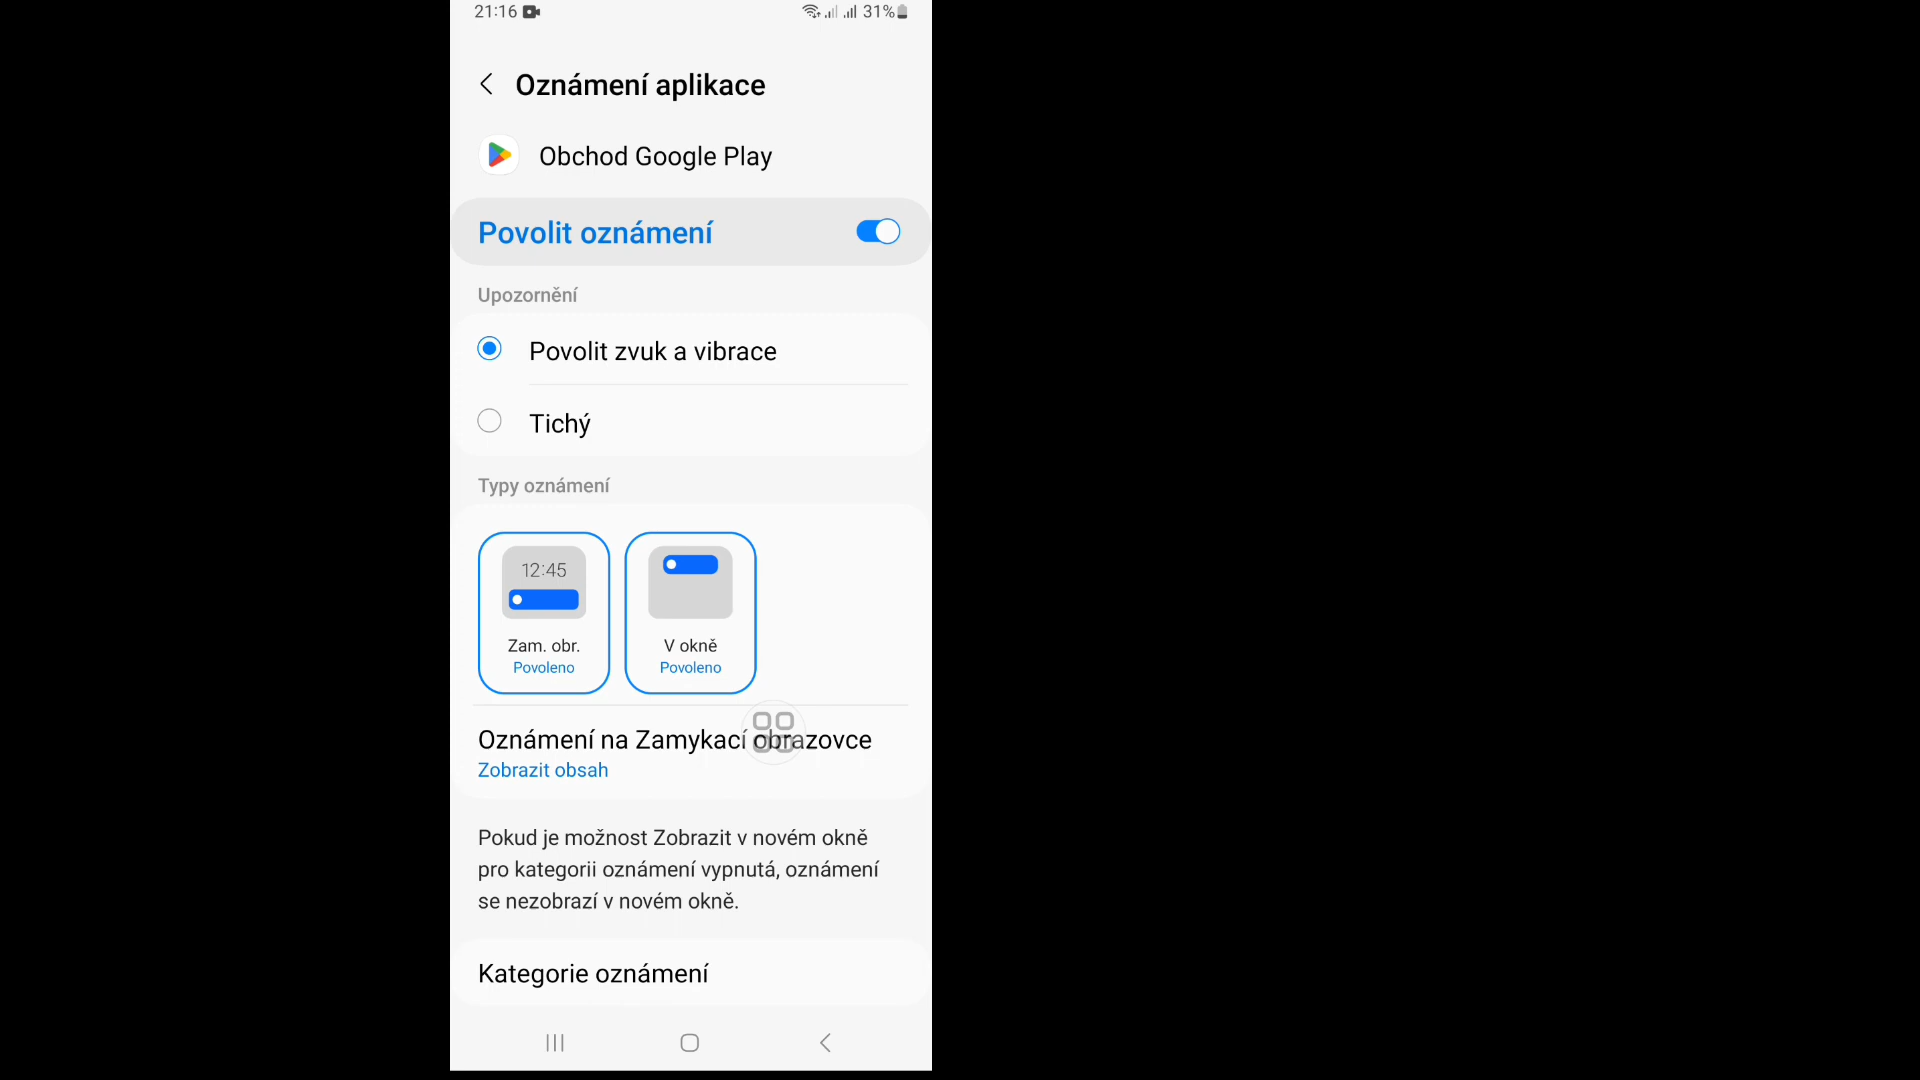 21:16 31%
Oznámení aplikace
Obchod Google Play
Povolit oznámení
Upozornění
Povolit zvuk a vibrace
Tichý
Typy oznámení
12:45
Zam. obr.
Povoleno
V okně
Povoleno
Oznámení na Zamykací obrazovce
Zobrazit obsah
Pokud je možnost Zobrazit v novém okně
pro kategorii oznámení vypnutá, oznámení
se nezobrazí v novém okně.
Kategorie oznámení